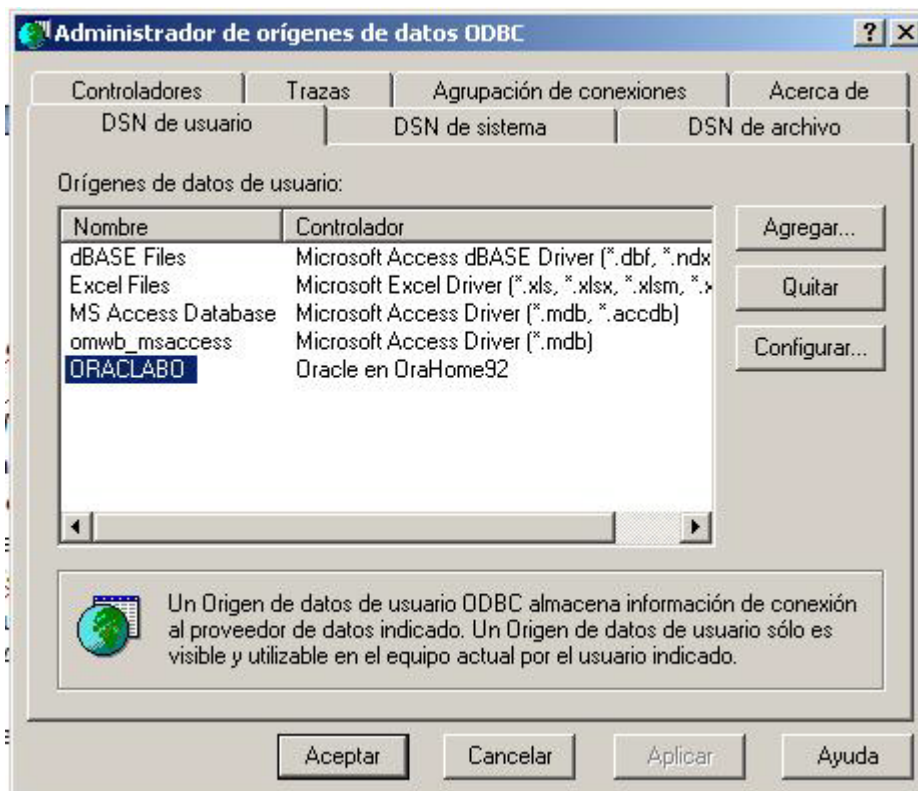 Administrador de orígenes de datos ODBC
Controladores Trazas Agrupación de conexiones Acerca de
DSN de usuario DSN de sistema DSN de archivo
Orígenes de datos de usuario:
Nombre Controlador
dBASE Files Microsoft Access dBASE Driver (*.dbf, *.ndx
Excel Files Microsoft Excel Driver (*.xls, *.xlsx, *.xlsm, *.x
MS Access Database Microsoft Access Driver (*.mdb, *.accdb)
omwb_msaccess Microsoft Access Driver (*.mdb)
ORACLABO Oracle en OraHome92
Agregar...
Quitar
Configurar...
Un Origen de datos de usuario ODBC almacena información de conexión
al proveedor de datos indicado. Un Origen de datos de usuario sólo es
visible y utilizable en el equipo actual por el usuario indicado.
Aceptar Cancelar Aplicar Ayuda